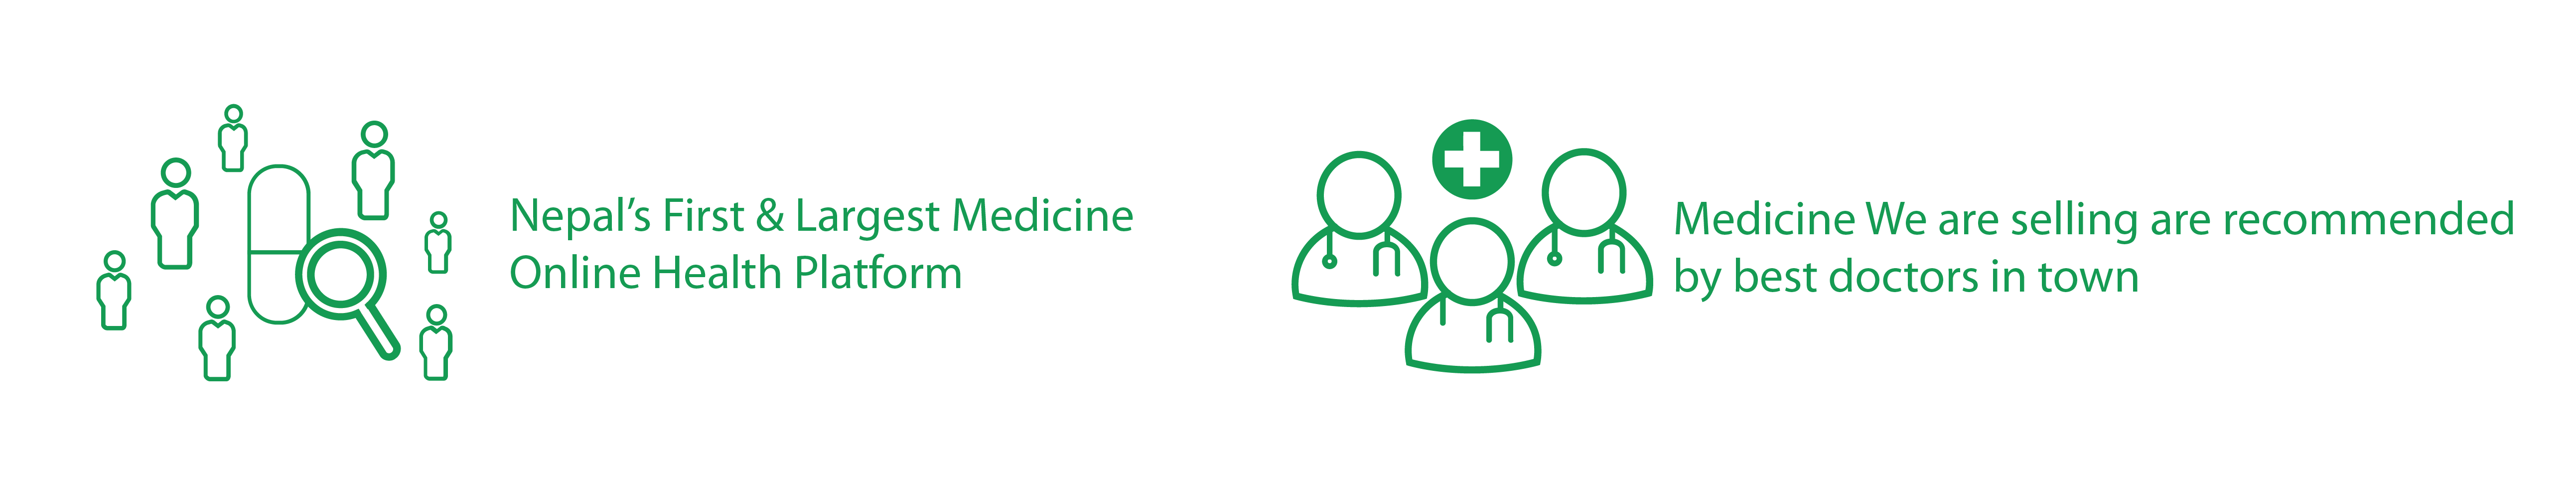 Nepal’s First & Largest Medicine
Online Health Platform
Medicine We are selling are recommended
by best doctors in town